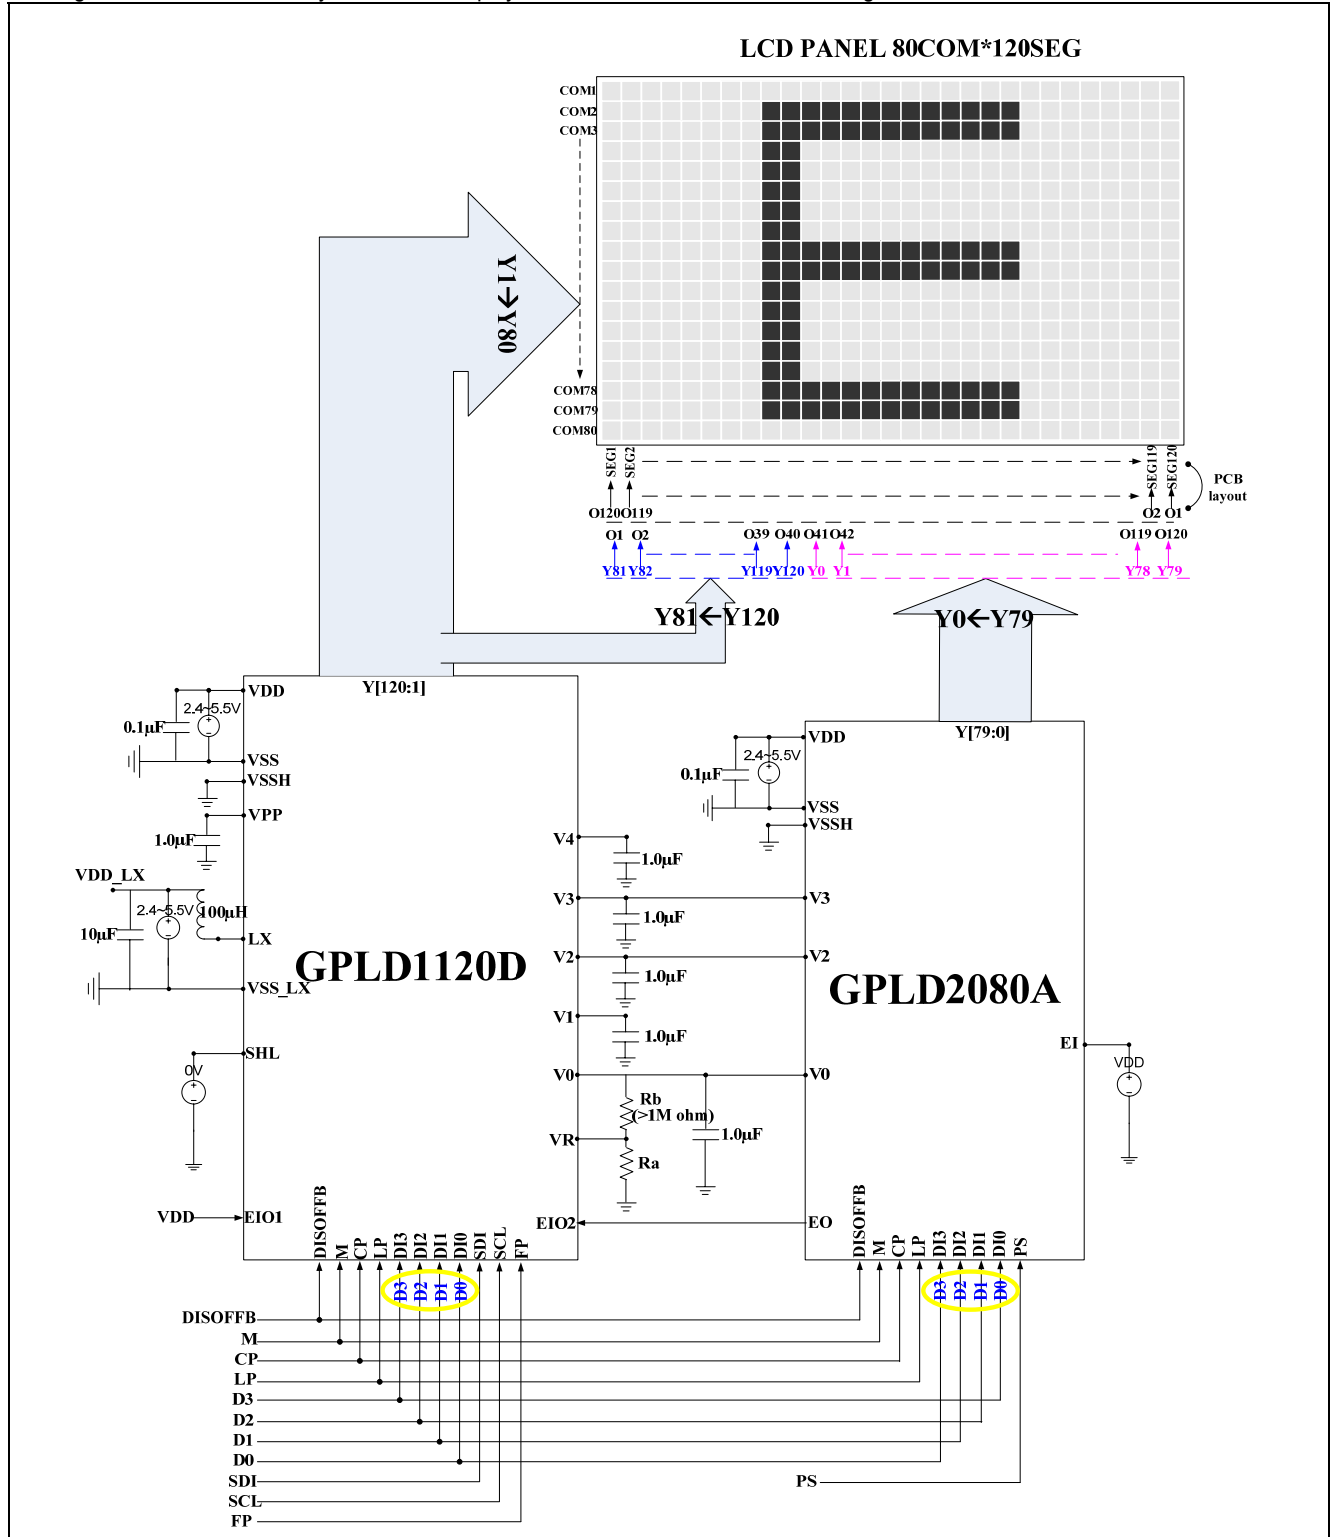 LCD PANEL 80COM*120SEG
COM1
COM2
COM3
COM78
COM79
COM80
Y1→Y80
SEG1
SEG2
SEG119
SEG120
PCB
layout
O120 O119
O2 O1
O1 O2 O39 O40 O41 O42 O119 O120
Y81 Y82 Y119 Y120 Y0 Y1 Y78 Y79
Y81←Y120
Y0←Y79
Y[120:1]
VDD
2.4~5.5V
0.1μF
VSS
VSSH
VPP
1.0μF
VDD_LX
2.4~5.5V
100μH
10μF
LX
VSS_LX
SHL
0V
VDD
EIO1
GPLD1120D
V4
1.0μF
V3
1.0μF
V2
1.0μF
V1
1.0μF
V0
Rb
(>1M ohm)
1.0μF
VR
Ra
EIO2
DISOFFB
M
CP
LP
DI3
DI2
DI1
DI0
SDI
SCL
FP
D3
D2
D1
D0
Y[79:0]
VDD
2.4~5.5V
0.1μF
VSS
VSSH
V3
V2
GPLD2080A
EI
VDD
V0
EO
DISOFFB
M
CP
LP
DI3
DI2
DI1
DI0
PS
D3
D2
D1
D0
DISOFFB
M
CP
LP
D3
D2
D1
D0
SDI
PS
SCL
FP